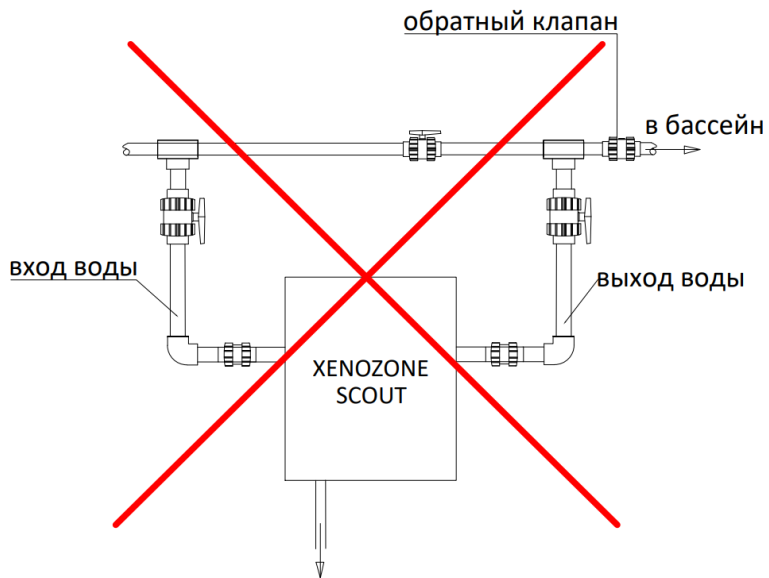 обратный клапан
в бассейн
вход воды
выход воды
XENOZONE
SCOUT